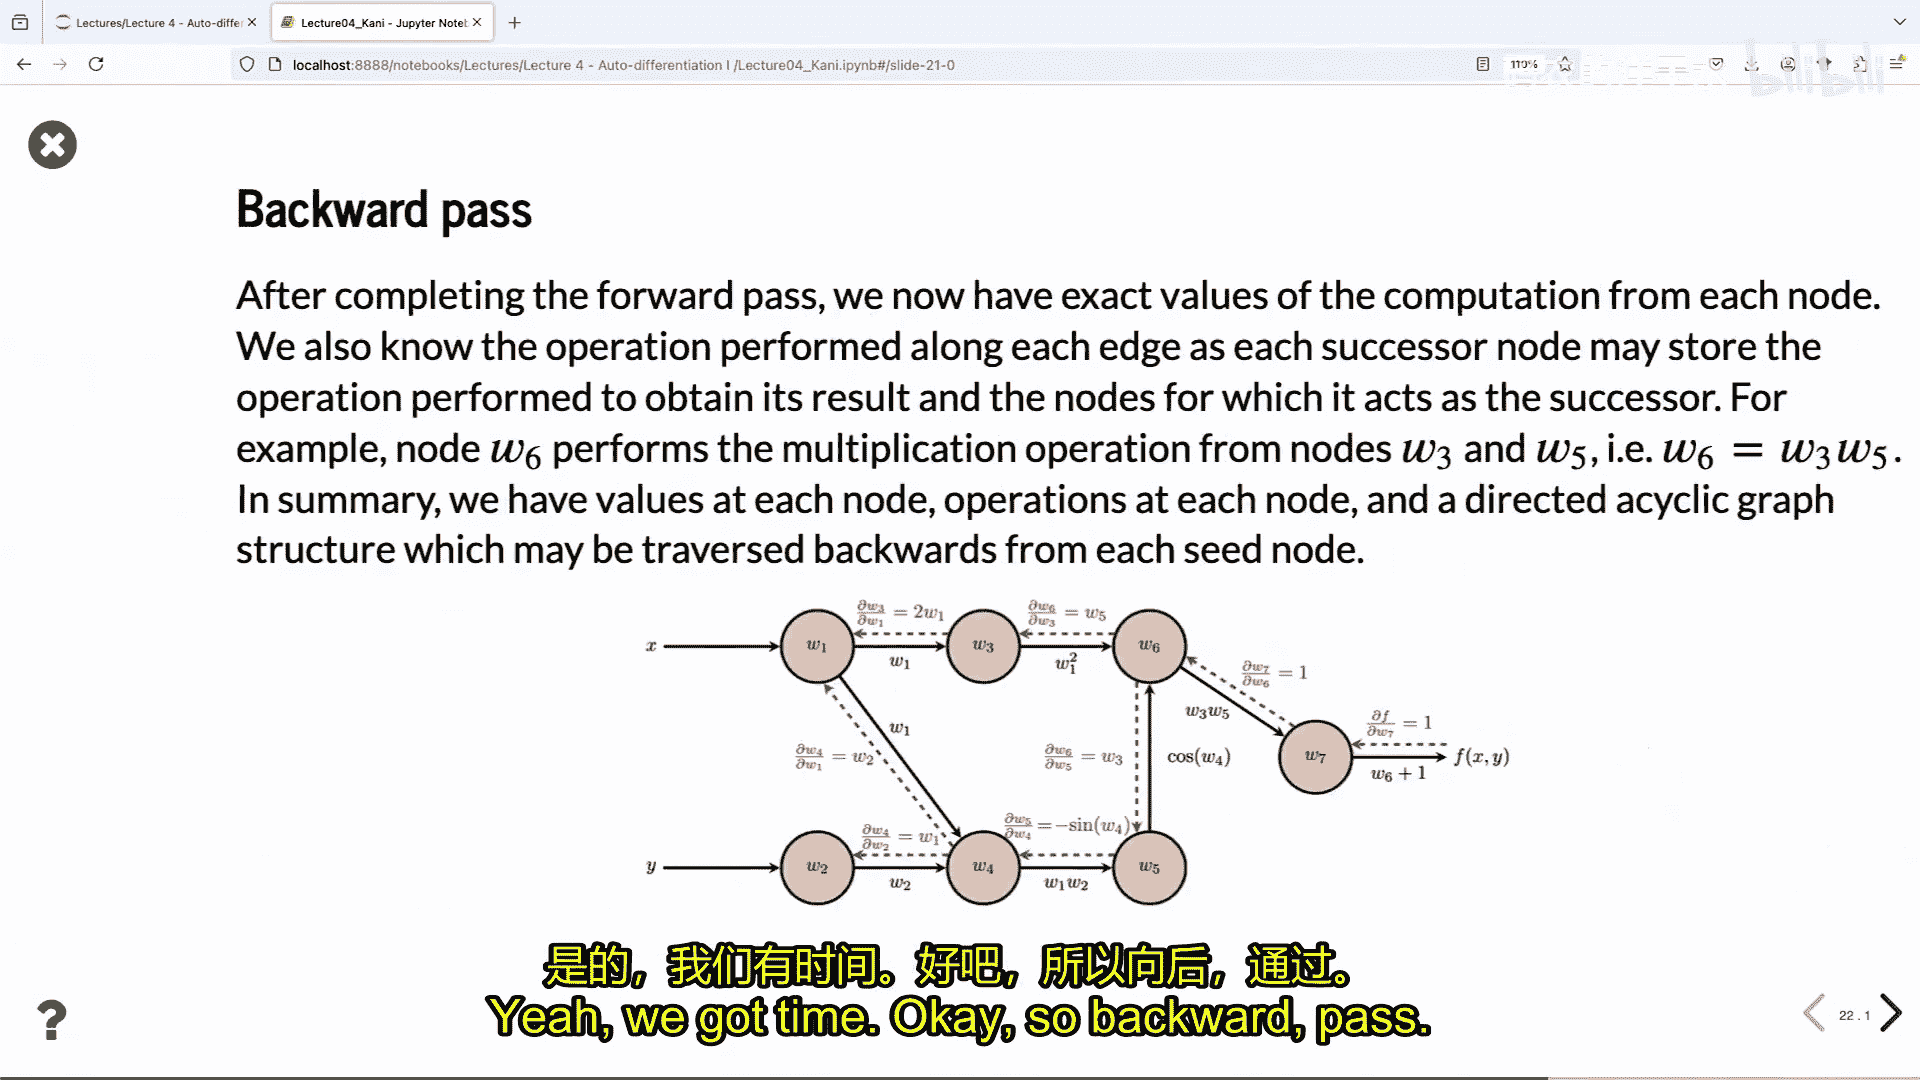 Lectures/Lecture 4 - Auto-differe
Lecture04_Kani - Jupyter Notel
localhost:8888/notebooks/Lectures/Lecture 4 - Auto-differentiation I /Lecture04_Kani.ipynb#/slide-21-0
110%
bilibili
Backward pass
After completing the forward pass, we now have exact values of the computation from each node.
We also know the operation performed along each edge as each successor node may store the
operation performed to obtain its result and the nodes for which it acts as the successor. For
example, node w₆ performs the multiplication operation from nodes w₃ and w₅, i.e. w₆ = w₃w₅.
In summary, we have values at each node, operations at each node, and a directed acyclic graph
structure which may be traversed backwards from each seed node.
∂w₃/∂w₁ = 2w₁
∂w₆/∂w₃ = w₅
x
w₁
w₃
w₆
w₁
w₁²
∂w₇/∂w₆ = 1
w₃w₅
w₁
∂f/∂w₇ = 1
∂w₄/∂w₁ = w₂
∂w₆/∂w₅ = w₃
cos(w₄)
w₇
f(x, y)
w₆ + 1
∂w₄/∂w₂ = w₁
∂w₅/∂w₄ = −sin(w₄)
y
w₂
w₄
w₅
w₂
w₁w₂
是的，我们有时间。好吧，所以向后，通过。
Yeah, we got time. Okay, so backward, pass.
?
22 . 1